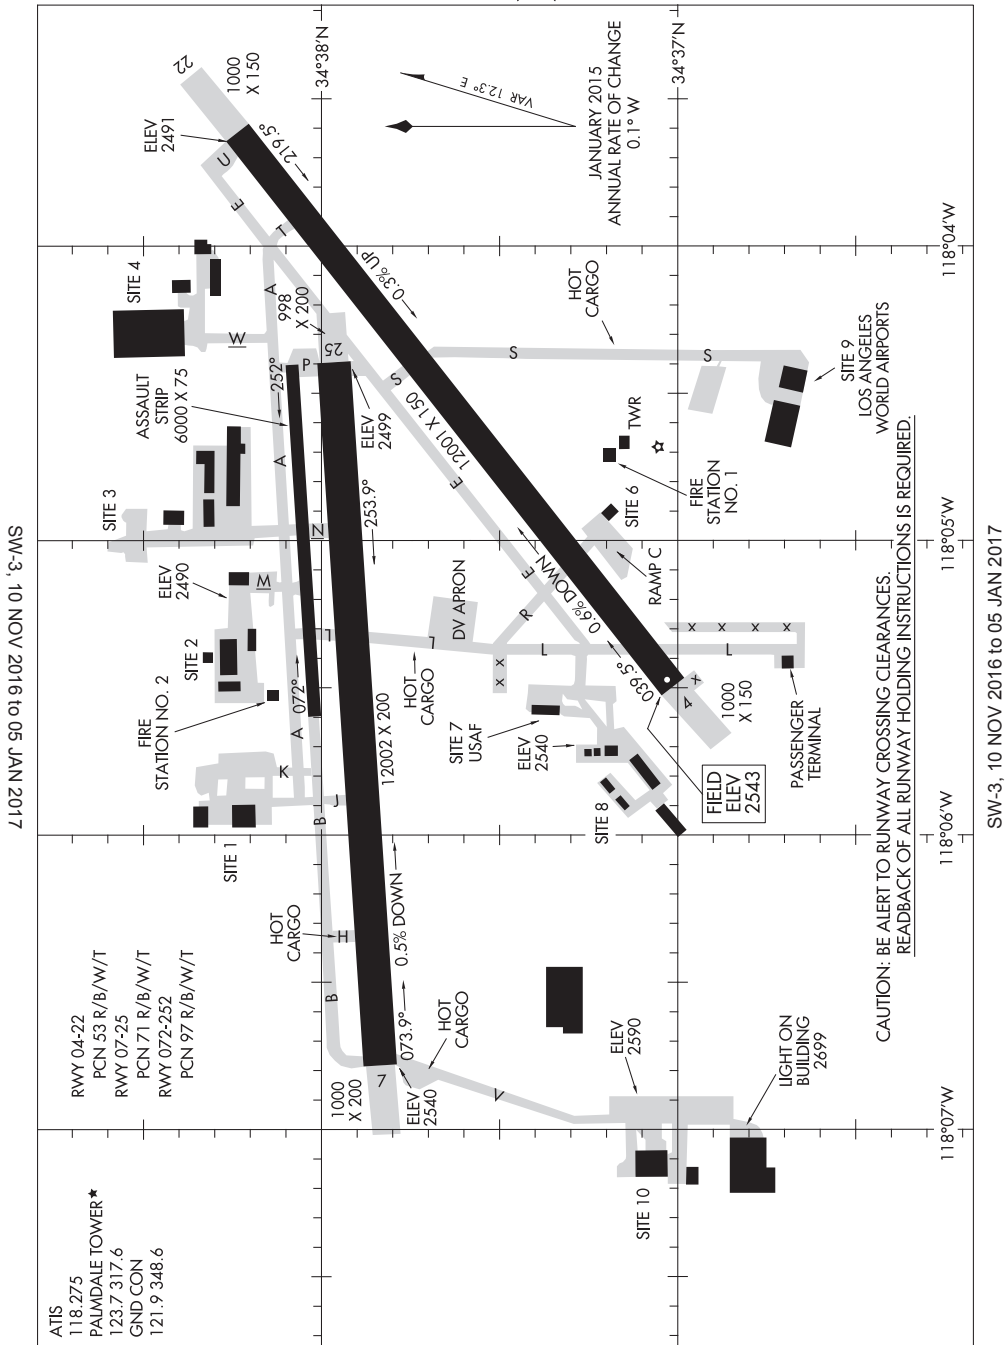 ATIS
118.275
PALMDALE TOWER★
123.7 317.6
GND CON
121.9 348.6
RWY 04-22
PCN 53 R/B/W/T
RWY 07-25
PCN 71 R/B/W/T
RWY 072-252
PCN 97 R/B/W/T
SITE 1
FIRE
STATION NO. 2
SITE 2
ELEV
2490
SITE 3
ASSAULT
STRIP
6000 X 75
SITE 4
ELEV
2491
22
1000
X 150
HOT
CARGO
B
H
B
J
K
A
072°
M
N
A
252°
P
W
A
998
X 200
25
E
T
U
219.5°
34°38'N
1000
X 200
7
ELEV
2540
073.9°
0.5% DOWN
12002 X 200
L
253.9°
ELEV
2499
S
0.3% UP
12001 X 150
E
VAR 12.3° E
JANUARY 2015
ANNUAL RATE OF CHANGE
0.1° W
HOT
CARGO
V
HOT
CARGO
L
DV APRON
X X
SITE 7
USAF
ELEV
2540
R
E
L
0.6% DOWN
039.5°
4
X
1000
X 150
SITE 8
FIELD
ELEV
2543
RAMP C
SITE 6
FIRE
STATION
NO. 1
TWR
HOT
CARGO
S
S
34°37'N
ELEV
2590
SITE 10
LIGHT ON
BUILDING
2699
PASSENGER
TERMINAL
L
X X X X
SITE 9
LOS ANGELES
WORLD AIRPORTS
CAUTION: BE ALERT TO RUNWAY CROSSING CLEARANCES.
READBACK OF ALL RUNWAY HOLDING INSTRUCTIONS IS REQUIRED.
118°07'W
118°06'W
118°05'W
118°04'W
SW-3, 10 NOV 2016 to 05 JAN 2017
SW-3, 10 NOV 2016 to 05 JAN 2017